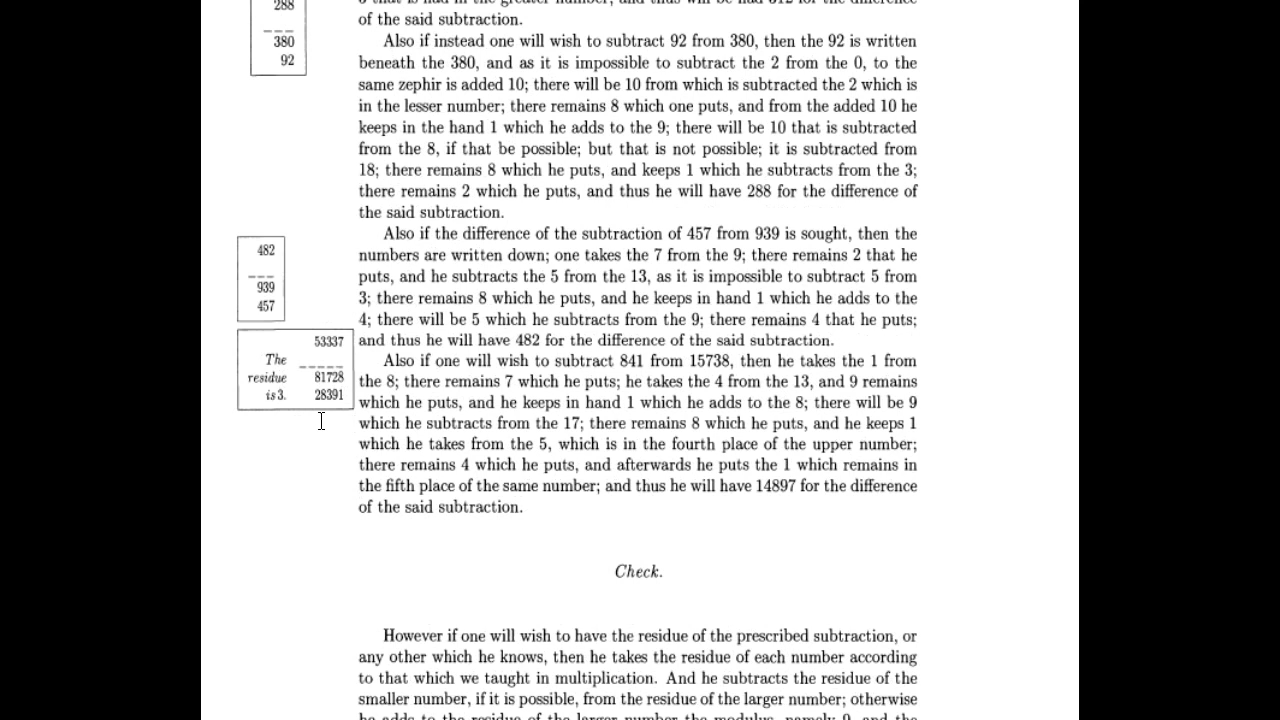 288
380
92
of the said subtraction.
Also if instead one will wish to subtract 92 from 380, then the 92 is written
beneath the 380, and as it is impossible to subtract the 2 from the 0, to the
same zephir is added 10; there will be 10 from which is subtracted the 2 which is
in the lesser number; there remains 8 which one puts, and from the added 10 he
keeps in the hand 1 which he adds to the 9; there will be 10 that is subtracted
from the 8, if that be possible; but that is not possible; it is subtracted from
18; there remains 8 which he puts, and keeps 1 which he subtracts from the 3;
there remains 2 which he puts, and thus he will have 288 for the difference of
the said subtraction.
482
939
457
Also if the difference of the subtraction of 457 from 939 is sought, then the
numbers are written down; one takes the 7 from the 9; there remains 2 that he
puts, and he subtracts the 5 from the 13, as it is impossible to subtract 5 from
3; there remains 8 which he puts, and he keeps in hand 1 which he adds to the
4; there will be 5 which he subtracts from the 9; there remains 4 that he puts;
and thus he will have 482 for the difference of the said subtraction.
53337
The
residue 81728
is 3. 28391
Also if one will wish to subtract 841 from 15738, then he takes the 1 from
the 8; there remains 7 which he puts; he takes the 4 from the 13, and 9 remains
which he puts, and he keeps in hand 1 which he adds to the 8; there will be 9
which he subtracts from the 17; there remains 8 which he puts, and he keeps 1
which he takes from the 5, which is in the fourth place of the upper number;
there remains 4 which he puts, and afterwards he puts the 1 which remains in
the fifth place of the same number; and thus he will have 14897 for the difference
of the said subtraction.
Check.
However if one will wish to have the residue of the prescribed subtraction, or
any other which he knows, then he takes the residue of each number according
to that which we taught in multiplication. And he subtracts the residue of the
smaller number, if it is possible, from the residue of the larger number; otherwise